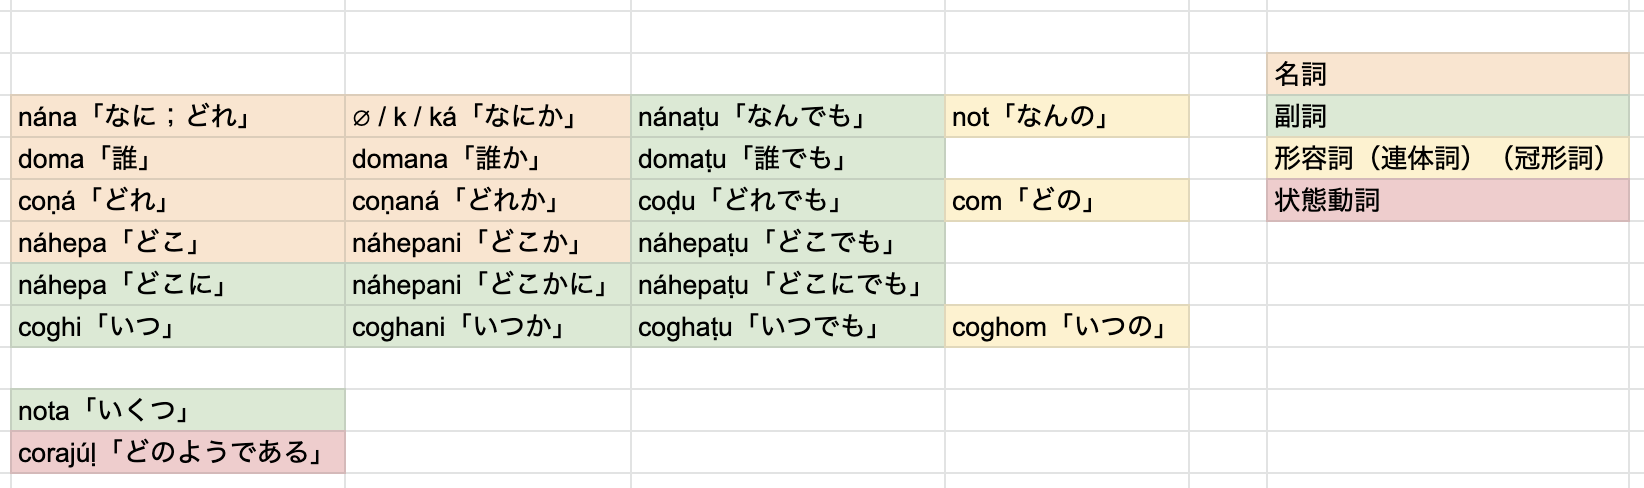 名詞
nána「なに；どれ」 ∅ / k / ká「なにか」 nánaṭu「なんでも」 not「なんの」 副詞
doma「誰」 domana「誰か」 domaṭu「誰でも」 形容詞（連体詞）（冠形詞）
coṇá「どれ」 coṇaná「どれか」 coḍu「どれでも」 com「どの」 状態動詞
náhepa「どこ」 náhepani「どこか」 náhepaṭu「どこでも」
náhepa「どこに」 náhepani「どこかに」 náhepaṭu「どこにでも」
coghi「いつ」 coghani「いつか」 coghaṭu「いつでも」 coghom「いつの」
nota「いくつ」
corajúḷ「どのようである」